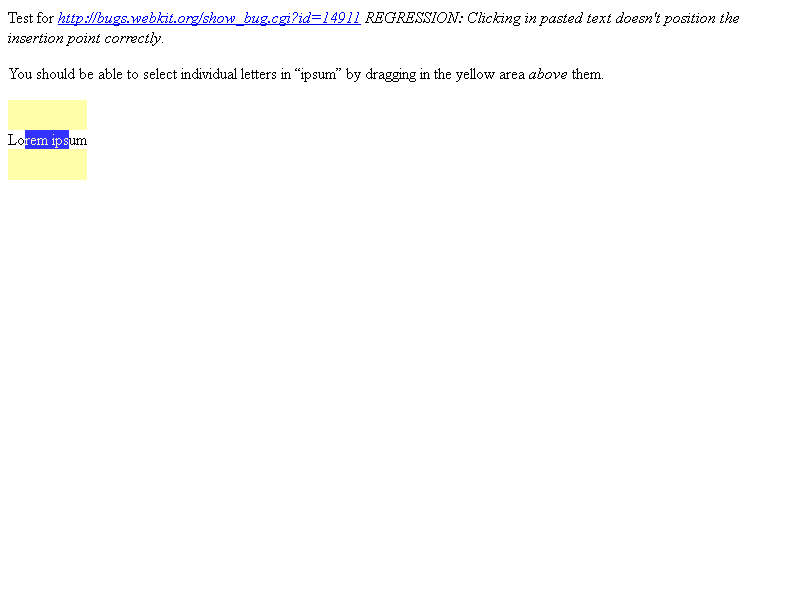 Test for http://bugs.webkit.org/show_bug.cgi?id=14911 REGRESSION: Clicking in pasted text doesn't position the
insertion point correctly.
You should be able to select individual letters in “ipsum” by dragging in the yellow area above them.
Lorem ipsum